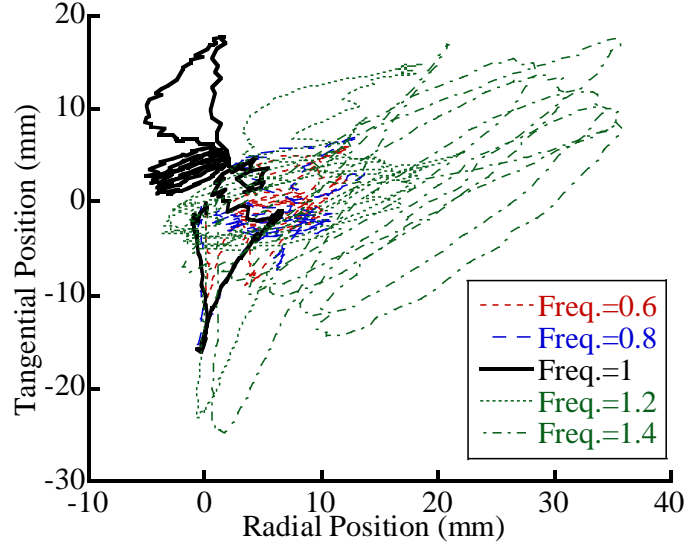 20
10
0
-10
-20
-30
Tangential Position (mm)
Freq.=0.6
Freq.=0.8
Freq.=1
Freq.=1.2
Freq.=1.4
-10 0 10 20 30 40
Radial Position (mm)